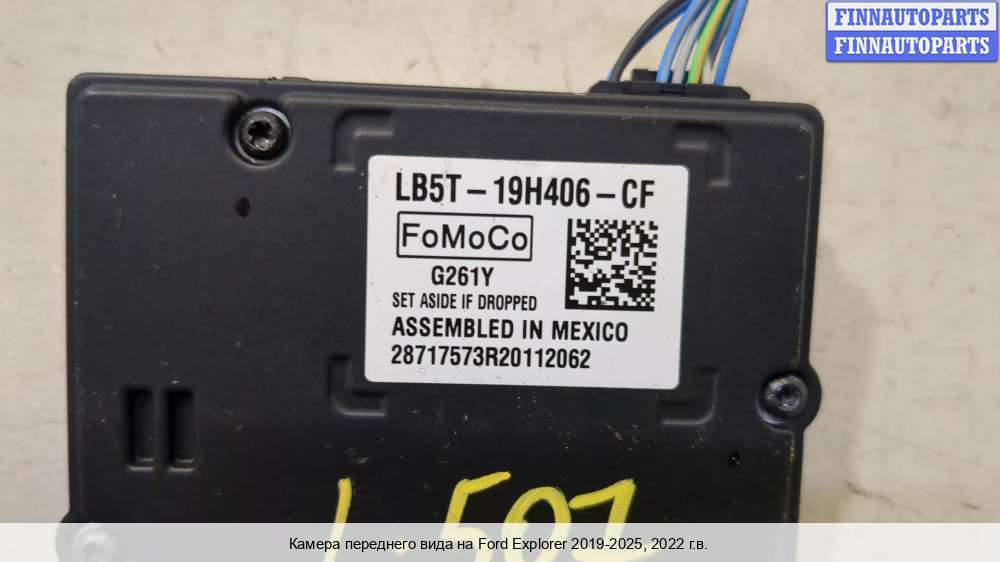 FINNAUTOPARTS
FINNAUTOPARTS
LB5T-19H406-CF
FoMoCo
G261Y
SET ASIDE IF DROPPED
ASSEMBLED IN MEXICO
28717573R20112062
Камера переднего вида на Ford Explorer 2019-2025, 2022 г.в.